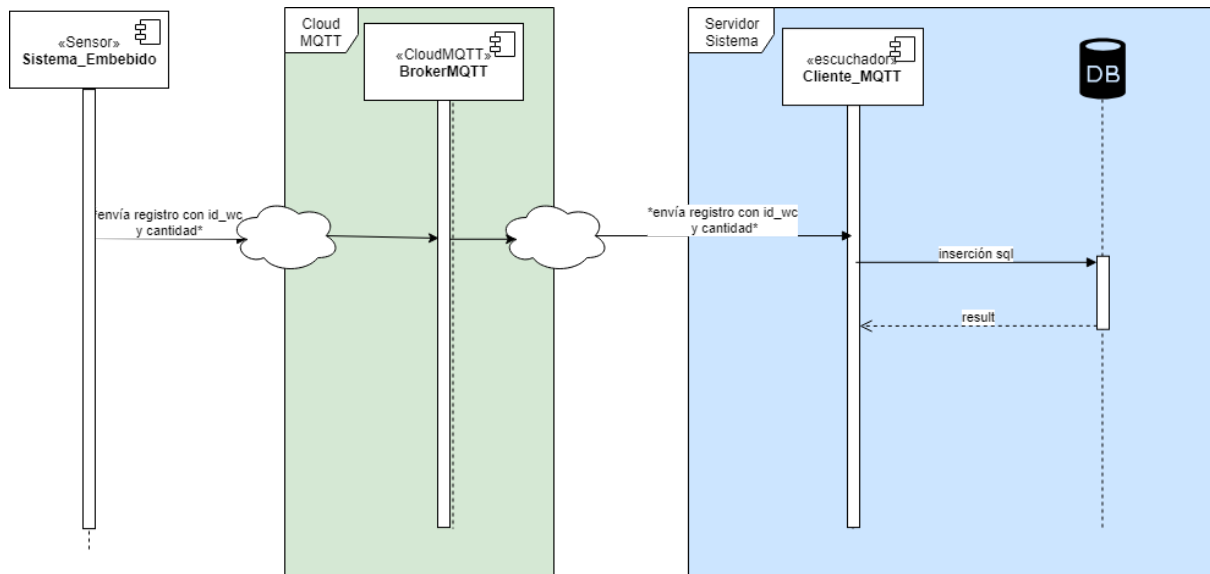 «Sensor»
Sistema_Embebido
Cloud
MQTT
«CloudMQTT»
BrokerMQTT
Servidor
Sistema
«escuchador»
Cliente_MQTT
DB
*envía registro con id_wc
y cantidad*
*envía registro con id_wc
y cantidad*
inserción sql
result